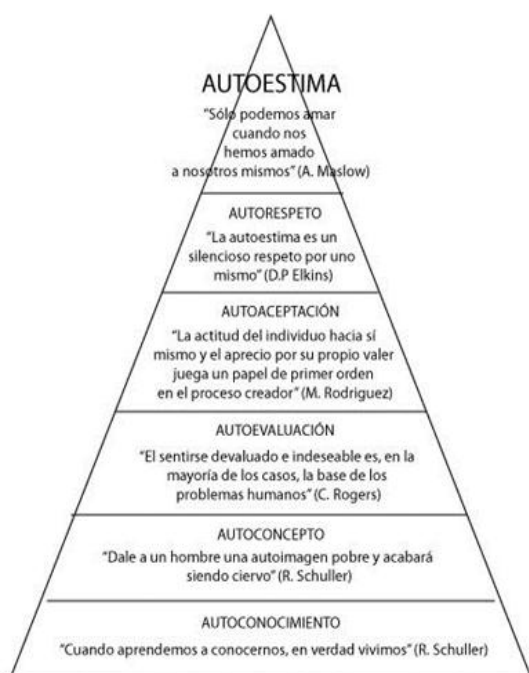 AUTOESTIMA
“Sólo podemos amar
cuando nos
hemos amado
a nosotros mismos” (A. Maslow)
AUTORESPETO
“La autoestima es un
silencioso respeto por uno
mismo” (D.P Elkins)
AUTOACEPTACIÓN
“La actitud del individuo hacia sí
mismo y el aprecio por su propio valer
juega un papel de primer orden
en el proceso creador” (M. Rodriguez)
AUTOEVALUACIÓN
“El sentirse devaluado e indeseable es, en la
mayoría de los casos, la base de los
problemas humanos” (C. Rogers)
AUTOCONCEPTO
“Dale a un hombre una autoimagen pobre y acabará
siendo ciervo” (R. Schuller)
AUTOCONOCIMIENTO
“Cuando aprendemos a conocernos, en verdad vivimos” (R. Schuller)